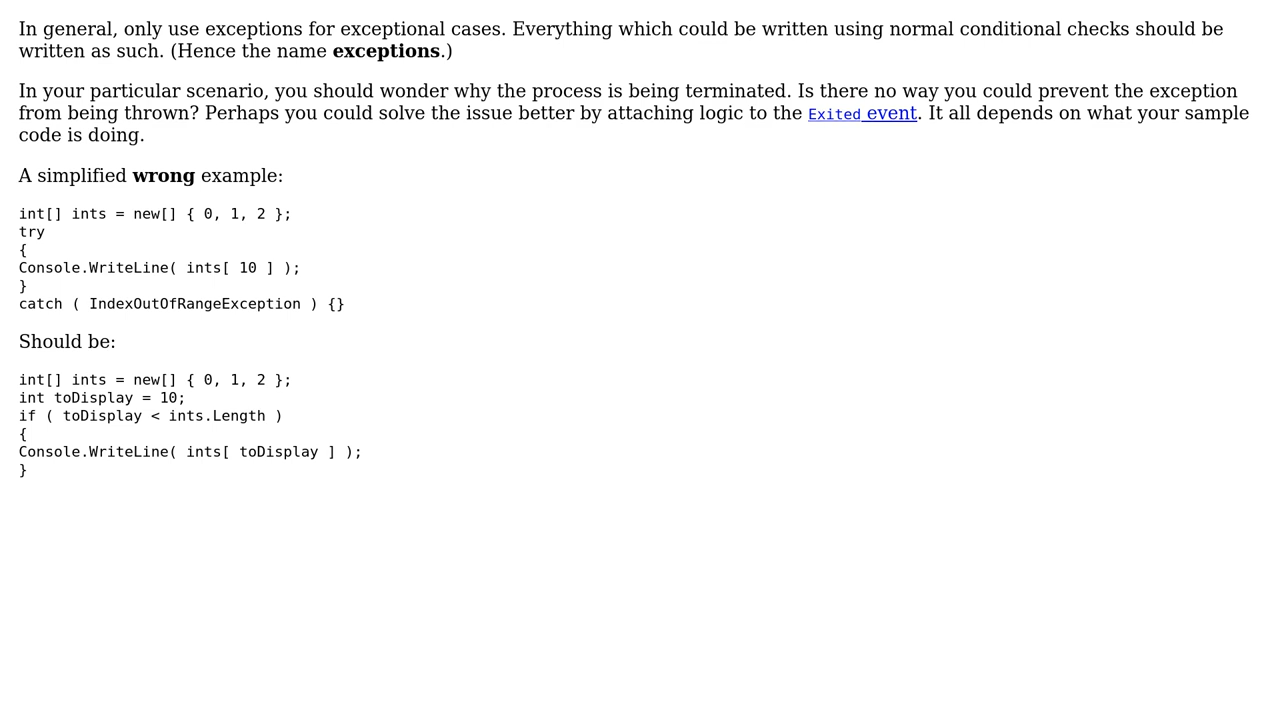 In general, only use exceptions for exceptional cases. Everything which could be written using normal conditional checks should be
written as such. (Hence the name exceptions.)
In your particular scenario, you should wonder why the process is being terminated. Is there no way you could prevent the exception
from being thrown? Perhaps you could solve the issue better by attaching logic to the Exited event. It all depends on what your sample
code is doing.
A simplified wrong example:
int[] ints = new[] { 0, 1, 2 };
try
{
Console.WriteLine( ints[ 10 ] );
}
catch ( IndexOutOfRangeException ) {}
Should be:
int[] ints = new[] { 0, 1, 2 };
int toDisplay = 10;
if ( toDisplay < ints.Length )
{
Console.WriteLine( ints[ toDisplay ] );
}